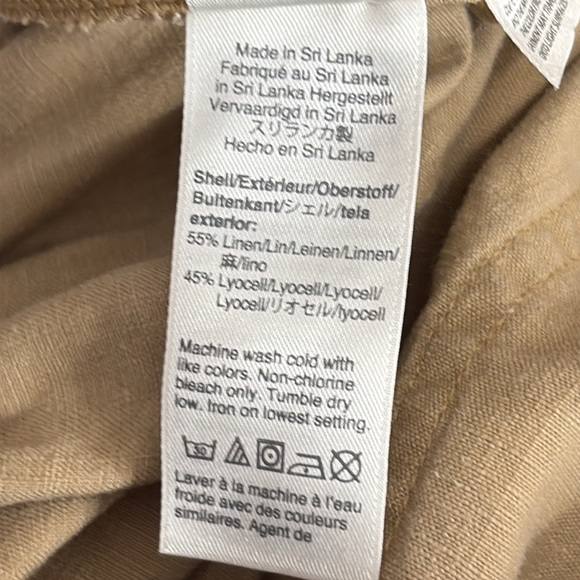 Made in Sri Lanka
Fabriqué au Sri Lanka
in Sri Lanka Hergestellt
Vervaardigd in Sri Lanka
スリランカ製
Hecho en Sri Lanka
Shell/Extérieur/Oberstoff/
Buitenkant/シェル/tela
exterior:
55% Linen/Lin/Leinen/Linnen/
麻/lino
45% Lyocell/Lyocell/Lyocell/
Lyocell/リオセル/lyocell
Machine wash cold with
like colors. Non-chlorine
bleach only. Tumble dry
low. Iron on lowest setting.
30
Laver à la machine à l'eau
froide avec des couleurs
similaires. Agent de